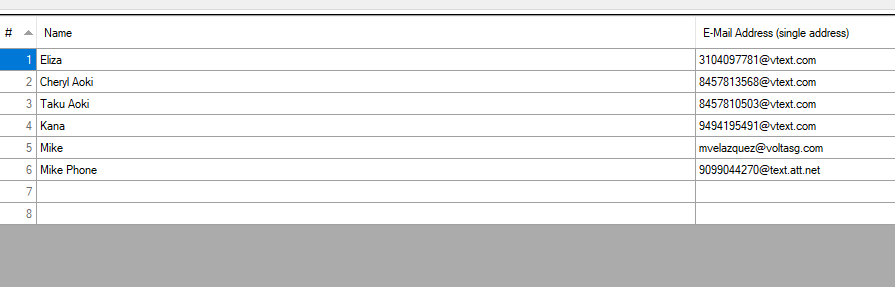 # Name E-Mail Address (single address)
1 Eliza 3104097781@vtext.com
2 Cheryl Aoki 8457813568@vtext.com
3 Taku Aoki 8457810503@vtext.com
4 Kana 9494195491@vtext.com
5 Mike mvelazquez@voltasg.com
6 Mike Phone 9099044270@text.att.net
7
8